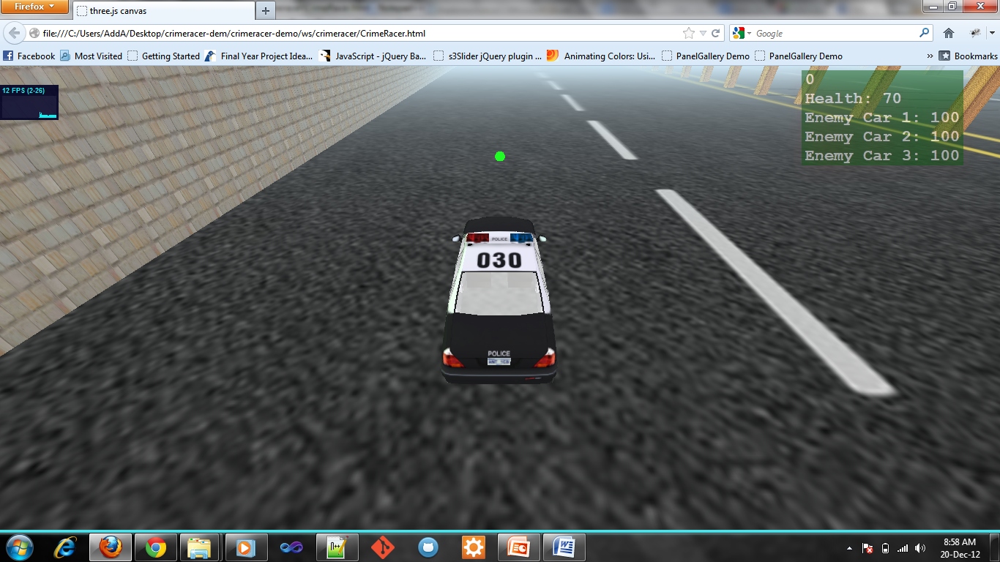 Firefox
three.js canvas
file:///C:/Users/AddA/Desktop/crimeracer-dem/crimeracer-demo/ws/crimeracer/CrimeRacer.html
Google
Facebook
Most Visited
Getting Started
Final Year Project Idea...
JavaScript - jQuery Ba...
s3Slider jQuery plugin ...
Animating Colors: Usi...
PanelGallery Demo
PanelGallery Demo
Bookmarks
12 FPS (2-26)
0
Health: 70
Enemy Car 1: 100
Enemy Car 2: 100
Enemy Car 3: 100
POLICE
030
POLICE
8:58 AM
20-Dec-12